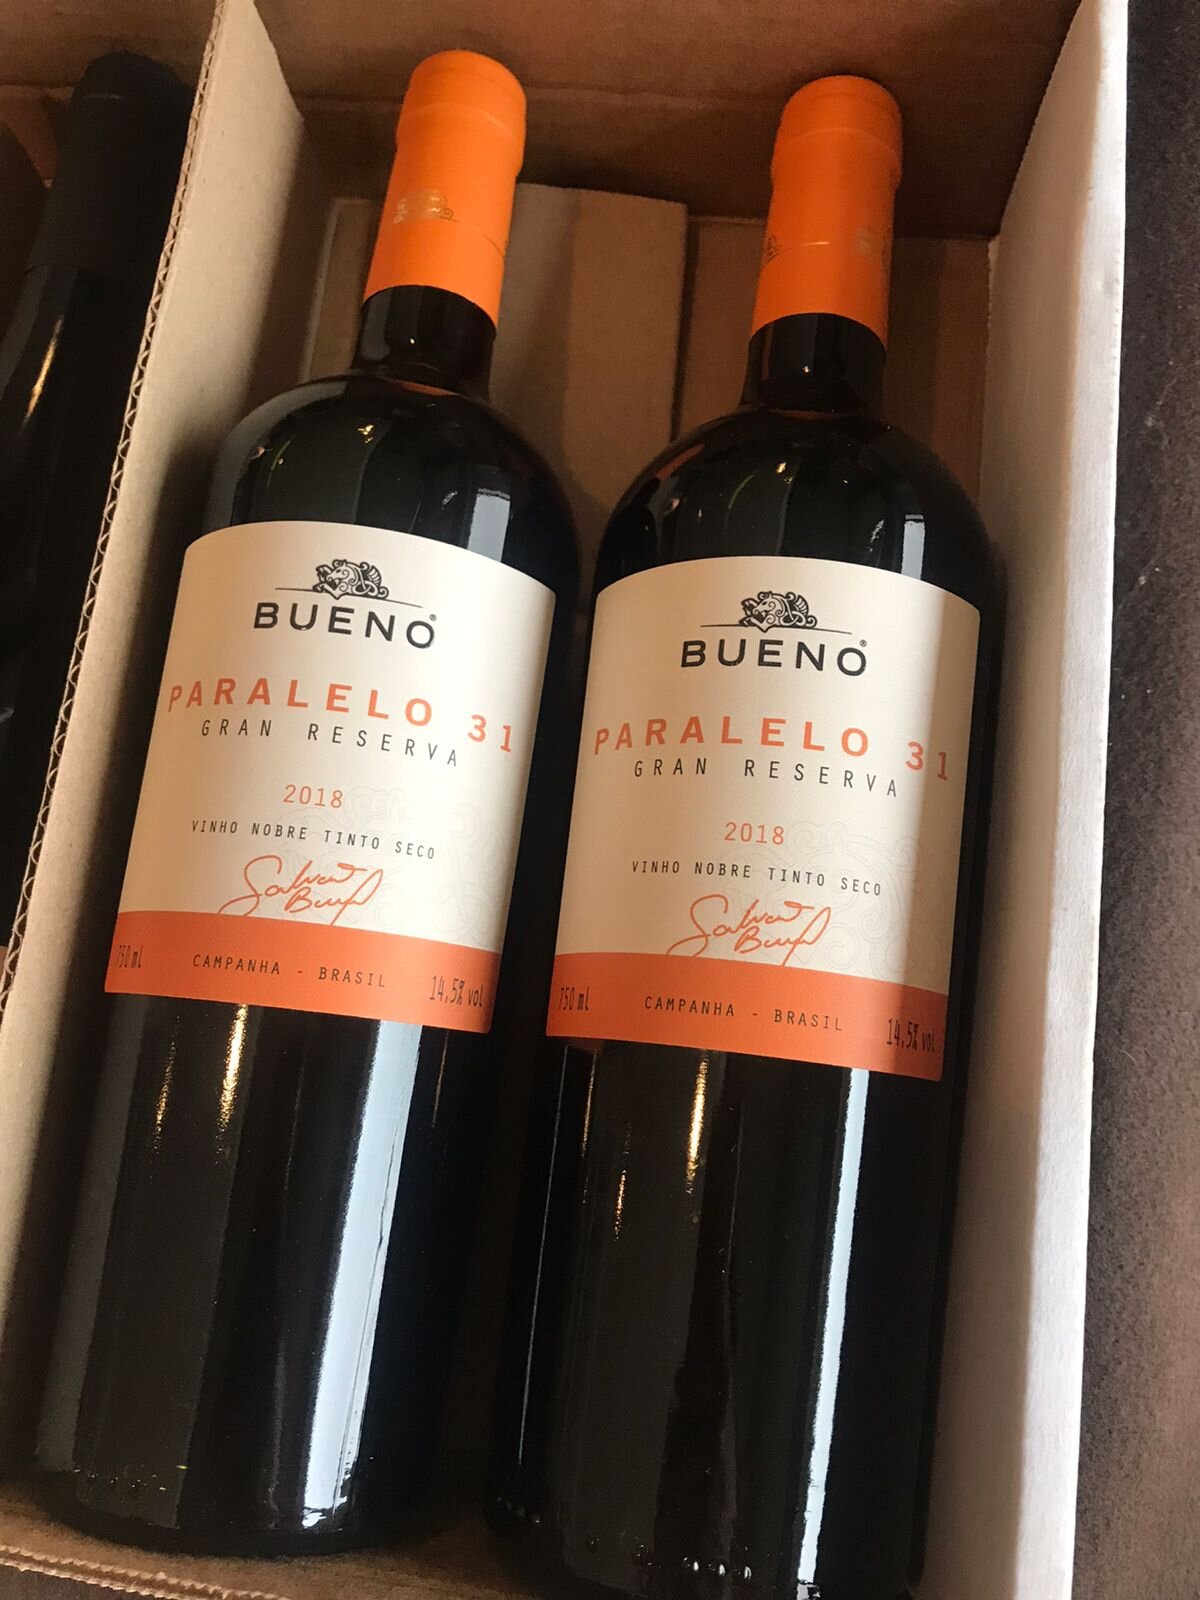 BUENO®
PARALELO 31
GRAN RESERVA
2018
VINHO NOBRE TINTO SECO
750 ml
CAMPANHA - BRASIL
14,5% vol
BUENO®
PARALELO 31
GRAN RESERVA
2018
VINHO NOBRE TINTO SECO
750 ml
CAMPANHA - BRASIL
14,5% vol